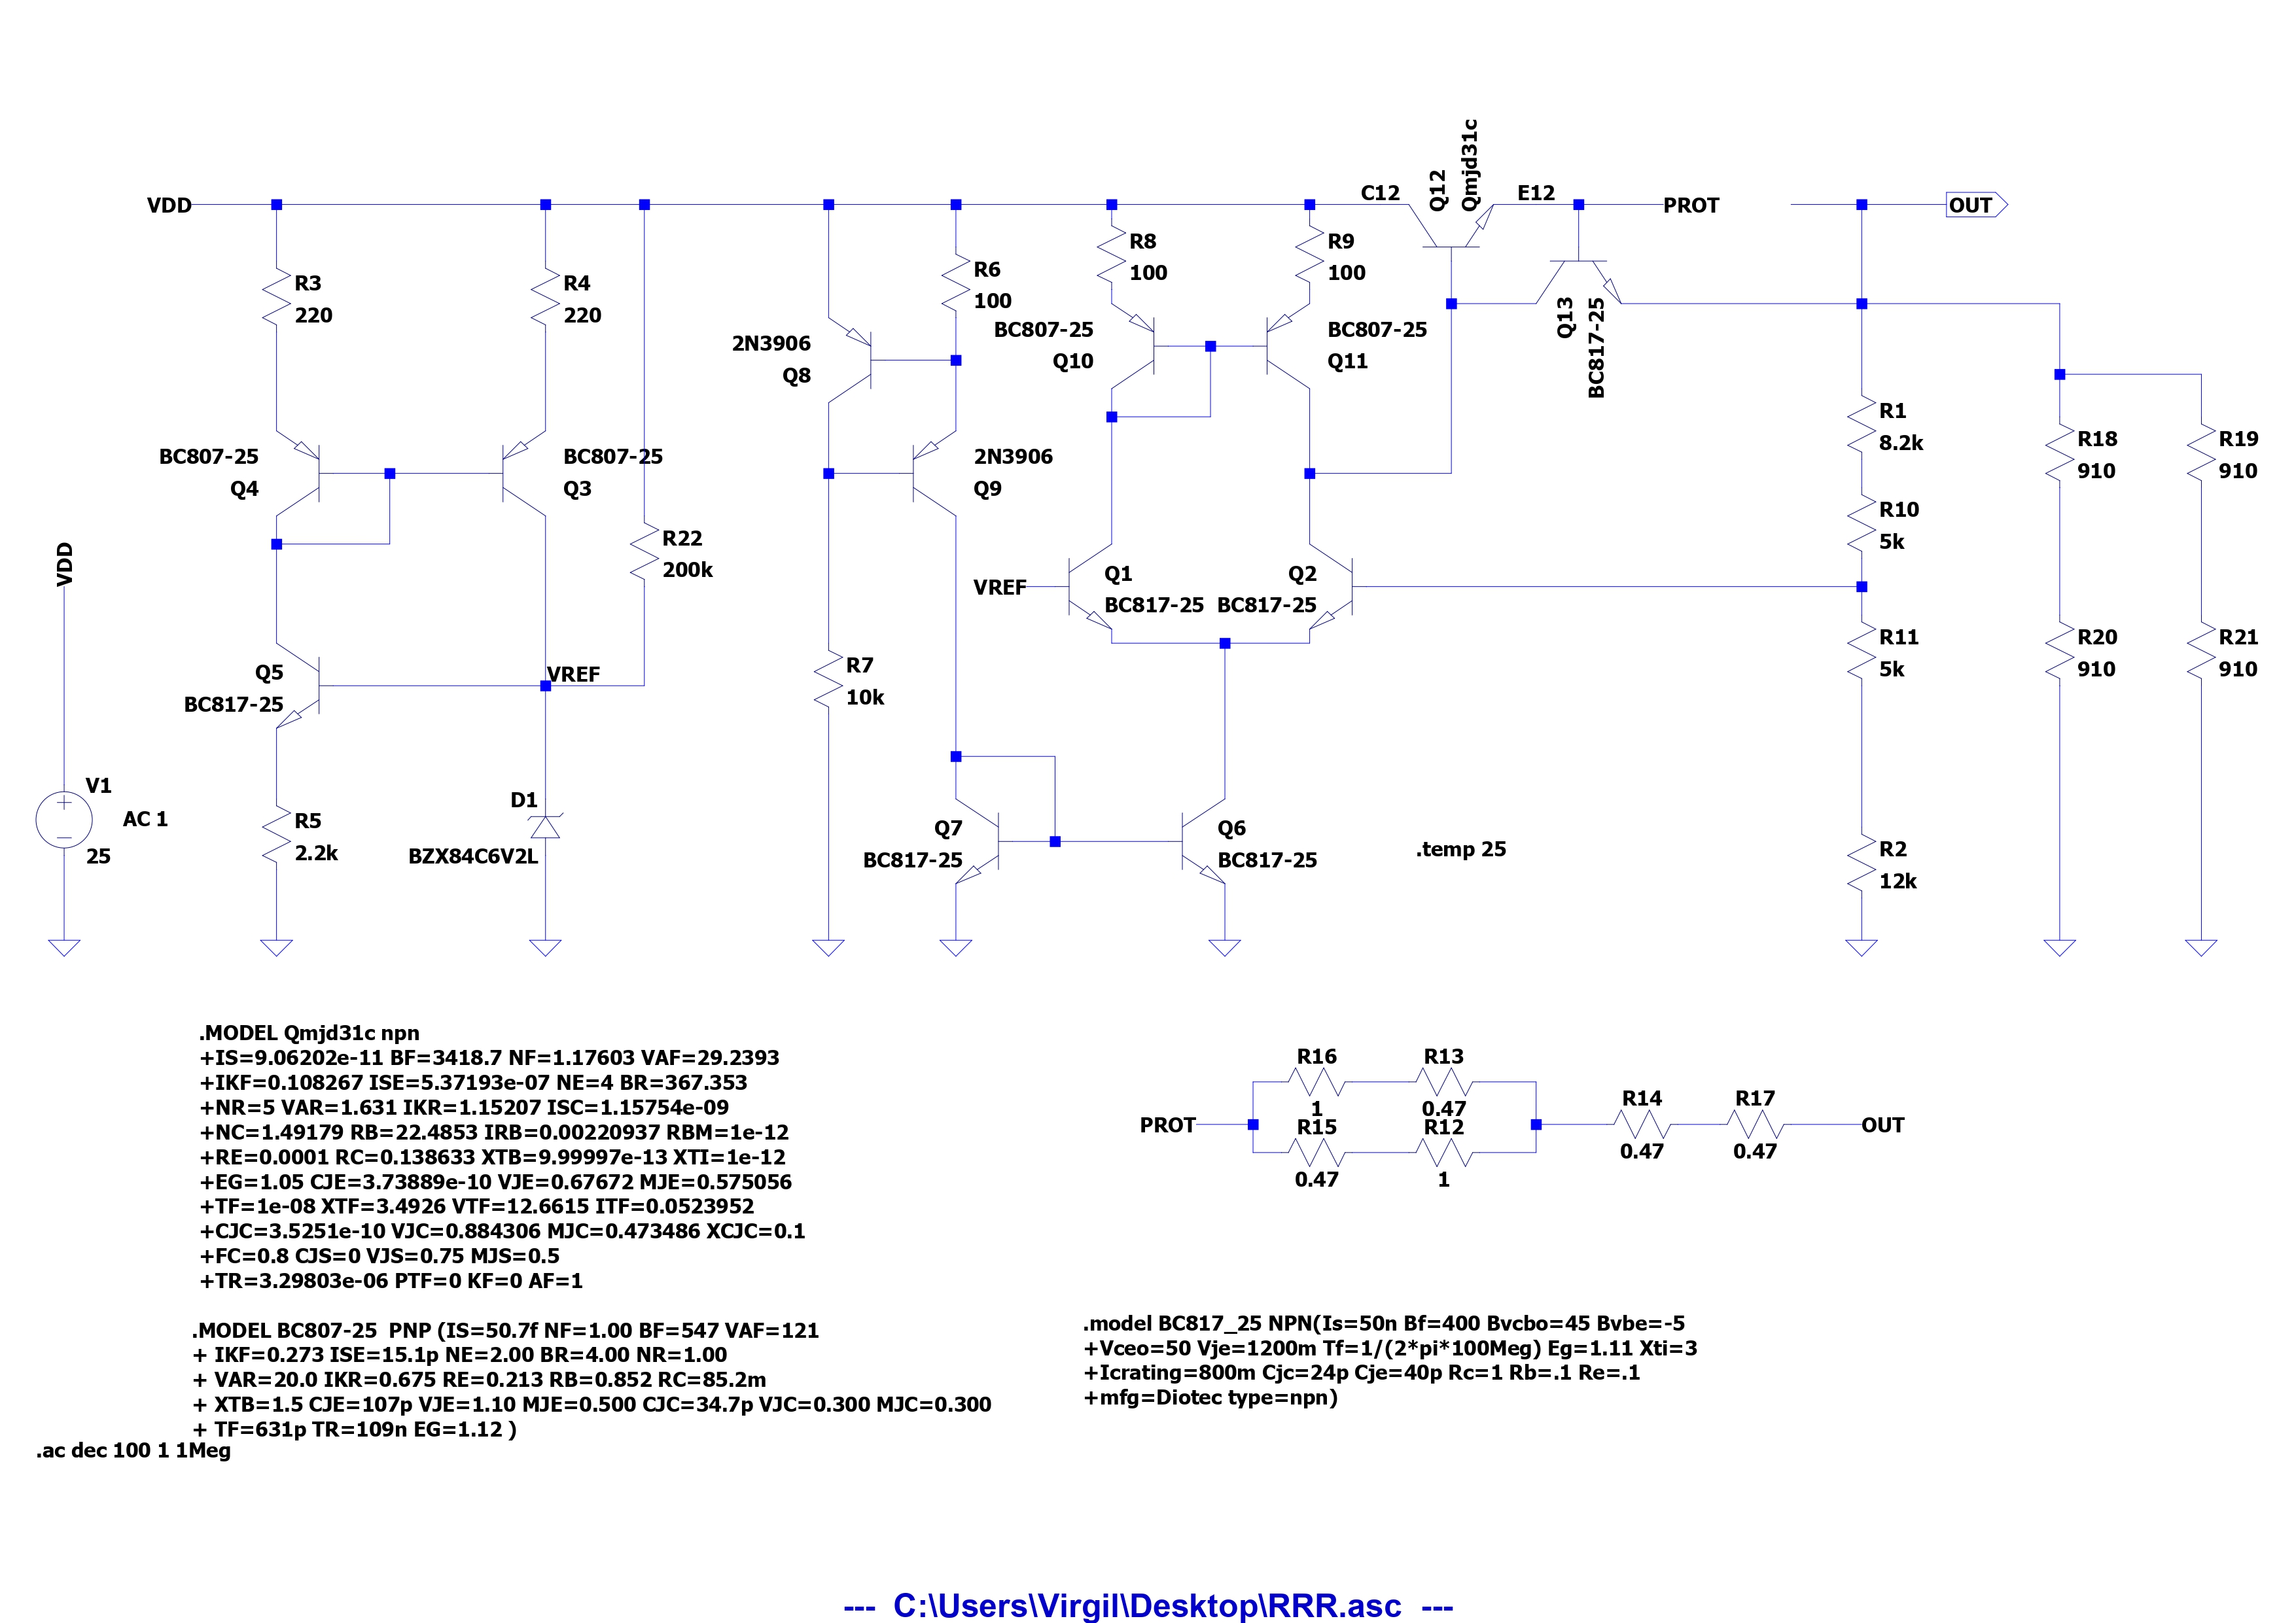 Q12
Qmjd31c
VDD
C12
E12
PROT
OUT
R3
220
R4
220
R6
100
R8
100
R9
100
2N3906
Q8
BC807-25
Q10
BC807-25
Q11
Q13
BC817-25
R1
8.2k
R18
910
R19
910
BC807-25
Q4
BC807-25
Q3
2N3906
Q9
R10
5k
R22
200k
VDD
VREF
Q1
BC817-25
Q2
BC817-25
R11
5k
R20
910
R21
910
Q5
BC817-25
VREF
R7
10k
V1
AC 1
25
R5
2.2k
D1
BZX84C6V2L
Q7
BC817-25
Q6
BC817-25
.temp 25
R2
12k
.MODEL Qmjd31c npn
+IS=9.06202e-11 BF=3418.7 NF=1.17603 VAF=29.2393
+IKF=0.108267 ISE=5.37193e-07 NE=4 BR=367.353
+NR=5 VAR=1.631 IKR=1.15207 ISC=1.15754e-09
+NC=1.49179 RB=22.4853 IRB=0.00220937 RBM=1e-12
+RE=0.0001 RC=0.138633 XTB=9.99997e-13 XTI=1e-12
+EG=1.05 CJE=3.73889e-10 VJE=0.67672 MJE=0.575056
+TF=1e-08 XTF=3.4926 VTF=12.6615 ITF=0.0523952
+CJC=3.5251e-10 VJC=0.884306 MJC=0.473486 XCJC=0.1
+FC=0.8 CJS=0 VJS=0.75 MJS=0.5
+TR=3.29803e-06 PTF=0 KF=0 AF=1
R16
1
R13
0.47
R14
0.47
R17
0.47
PROT
OUT
R15
0.47
R12
1
.MODEL BC807-25 PNP (IS=50.7f NF=1.00 BF=547 VAF=121
+ IKF=0.273 ISE=15.1p NE=2.00 BR=4.00 NR=1.00
+ VAR=20.0 IKR=0.675 RE=0.213 RB=0.852 RC=85.2m
+ XTB=1.5 CJE=107p VJE=1.10 MJE=0.500 CJC=34.7p VJC=0.300 MJC=0.300
+ TF=631p TR=109n EG=1.12 )
.ac dec 100 1 1Meg
.model BC817_25 NPN(Is=50n Bf=400 Bvcbo=45 Bvbe=-5
+Vceo=50 Vje=1200m Tf=1/(2*pi*100Meg) Eg=1.11 Xti=3
+Icrating=800m Cjc=24p Cje=40p Rc=1 Rb=.1 Re=.1
+mfg=Diotec type=npn)
--- C:\Users\Virgil\Desktop\RRR.asc ---